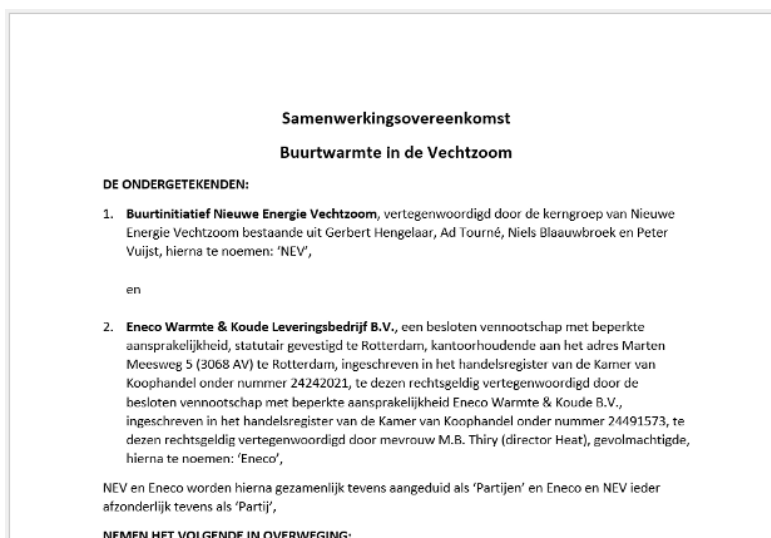 Samenwerkingsovereenkomst
Buurtwarmte in de Vechtzoom
DE ONDERGETEKENDEN:
1. Buurtinitiatief Nieuwe Energie Vechtzoom, vertegenwoordigd door de kerngroep van Nieuwe
Energie Vechtzoom bestaande uit Gerbert Hengelaar, Ad Tourné, Niels Blaauwbroek en Peter
Vuijst, hierna te noemen: ‘NEV’,
en
2. Eneco Warmte & Koude Leveringsbedrijf B.V., een besloten vennootschap met beperkte
aansprakelijkheid, statutair gevestigd te Rotterdam, kantoorhoudende aan het adres Marten
Meesweg 5 (3068 AV) te Rotterdam, ingeschreven in het handelsregister van de Kamer van
Koophandel onder nummer 24242021, te dezen rechtsgeldig vertegenwoordigd door de
besloten vennootschap met beperkte aansprakelijkheid Eneco Warmte & Koude B.V.,
ingeschreven in het handelsregister van de Kamer van Koophandel onder nummer 24491573, te
dezen rechtsgeldig vertegenwoordigd door mevrouw M.B. Thiry (director Heat), gevolmachtigde,
hierna te noemen: ‘Eneco’,
NEV en Eneco worden hierna gezamenlijk tevens aangeduid als ‘Partijen’ en Eneco en NEV ieder
afzonderlijk tevens als ‘Partij’,
NEMEN HET VOLGENDE IN OVERWEGING: